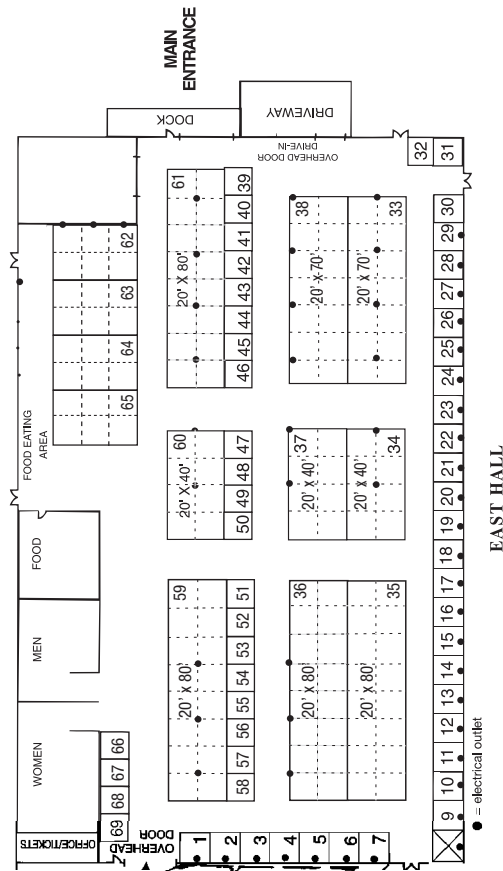 MAIN
ENTRANCE
DOCK
DRIVEWAY
OVERHEAD DOOR
DRIVE-IN
32
31
61
20' X 80'
39
40
41
42
43
44
45
46
38
20' X 70'
20' X 70'
33
30
29
28
27
26
25
24
23
22
21
20
19
18
17
16
15
14
13
12
11
10
9
62
63
64
65
FOOD EATING
AREA
60
20' X 40'
47
48
49
50
37
20' X 40'
20' X 40'
34
FOOD
MEN
WOMEN
59
20' X 80'
51
52
53
54
55
56
57
58
36
20' X 80'
20' X 80'
35
66
67
68
69
OFFICE/TICKETS
OVERHEAD
DOOR
1
2
3
4
5
6
7
EAST HALL
● = electrical outlet